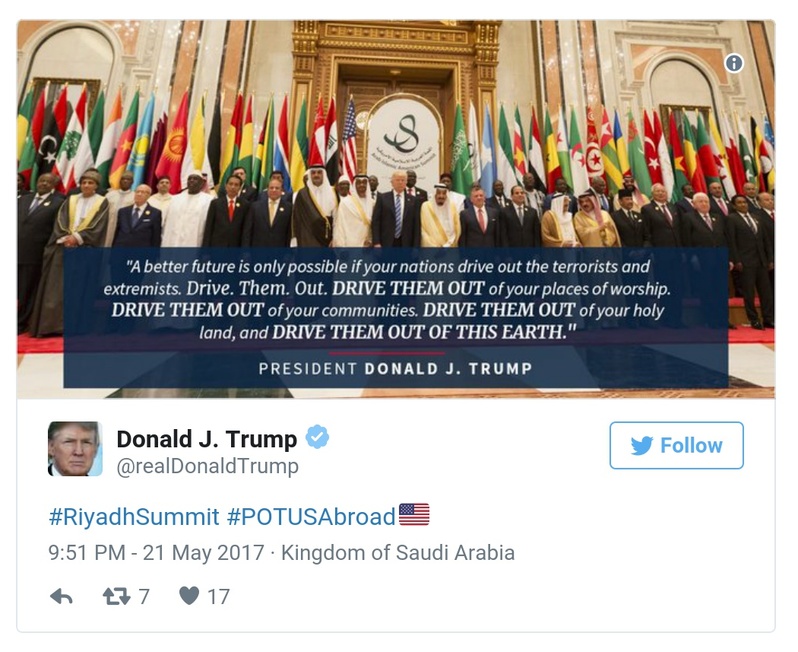 "A better future is only possible if your nations drive out the terrorists and
extremists. Drive. Them. Out. DRIVE THEM OUT of your places of worship.
DRIVE THEM OUT of your communities. DRIVE THEM OUT of your holy
land, and DRIVE THEM OUT OF THIS EARTH."
PRESIDENT DONALD J. TRUMP
Donald J. Trump
@realDonaldTrump
Follow
#RiyadhSummit #POTUSAbroad
9:51 PM - 21 May 2017 · Kingdom of Saudi Arabia
7
17